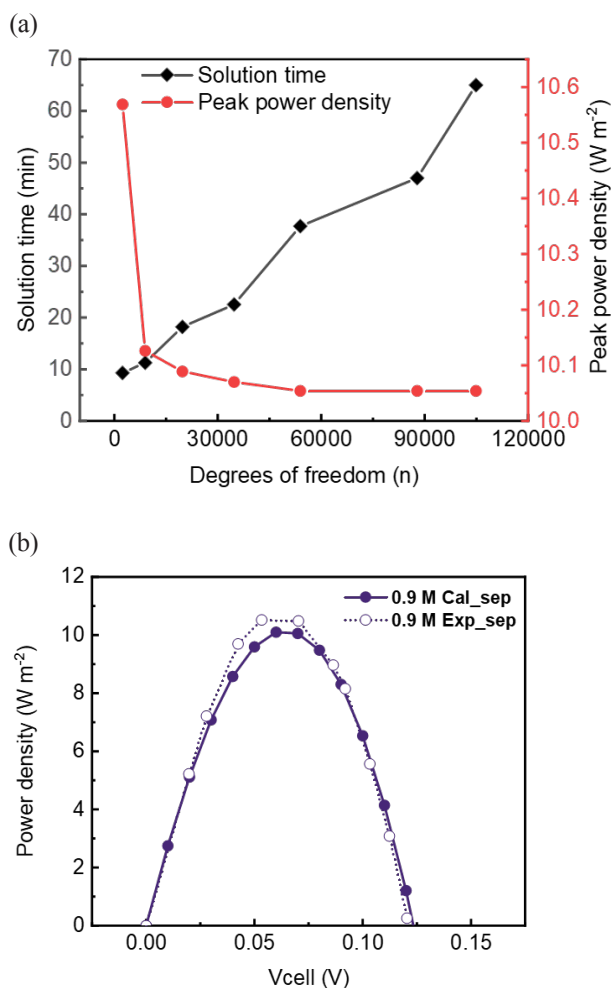 (a)
Solution time
Peak power density
70
60
50
40
30
20
10
0
Solution time (min)
10.6
10.5
10.4
10.3
10.2
10.1
10.0
Peak power density (W m⁻²)
0 30000 60000 90000 120000
Degrees of freedom (n)
(b)
0.9 M Cal_sep
0.9 M Exp_sep
12
10
8
6
4
2
0
Power density (W m⁻²)
0.00 0.05 0.10 0.15
Vcell (V)